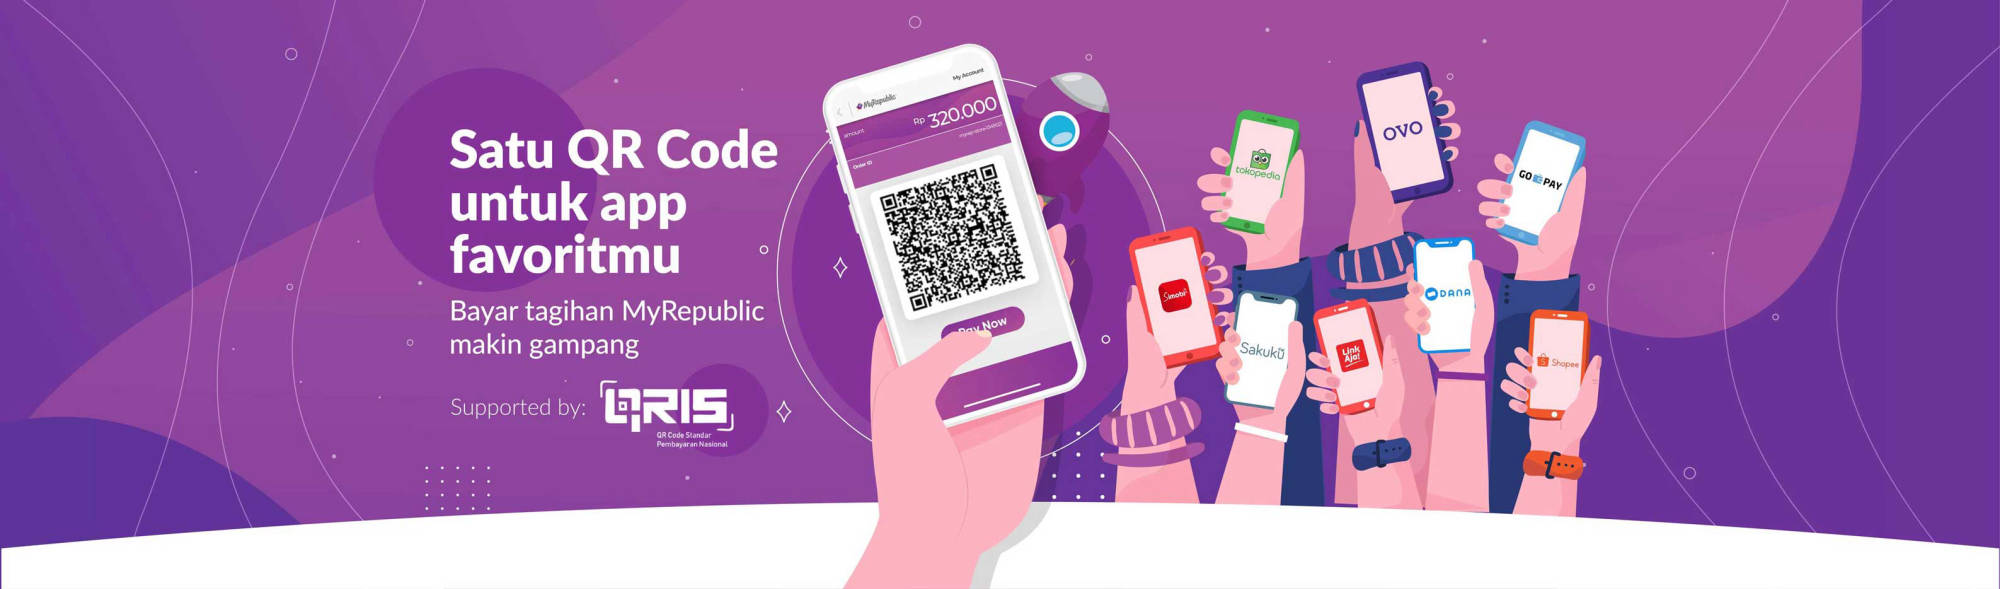 Satu QR Code
untuk app
favoritmu
Bayar tagihan MyRepublic
makin gampang
Supported by:
QRIS
QR Code Standar
Pembayaran Nasional
My Account
MyRepublic
amount
Rp 320.000
Order ID
Pay Now
tokopedia
OVO
GO PAY
Simobi
DANA
Sakuku
Link
Aja!
Shopee